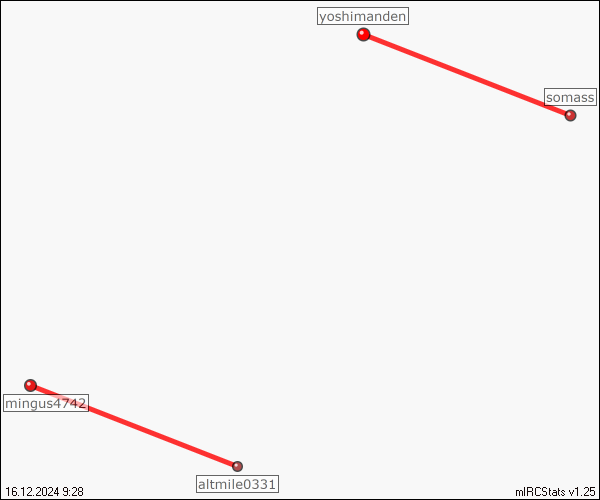 yoshimanden
somass
mingus4742
altmile0331
16.12.2024 9:28
mIRCStats v1.25